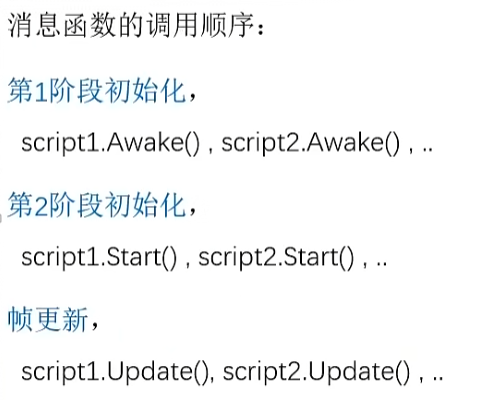 消息函数的调用顺序：
第1阶段初始化，
script1.Awake() , script2.Awake() , ..
第2阶段初始化，
script1.Start() , script2.Start() , ..
帧更新，
script1.Update(), script2.Update() , ..